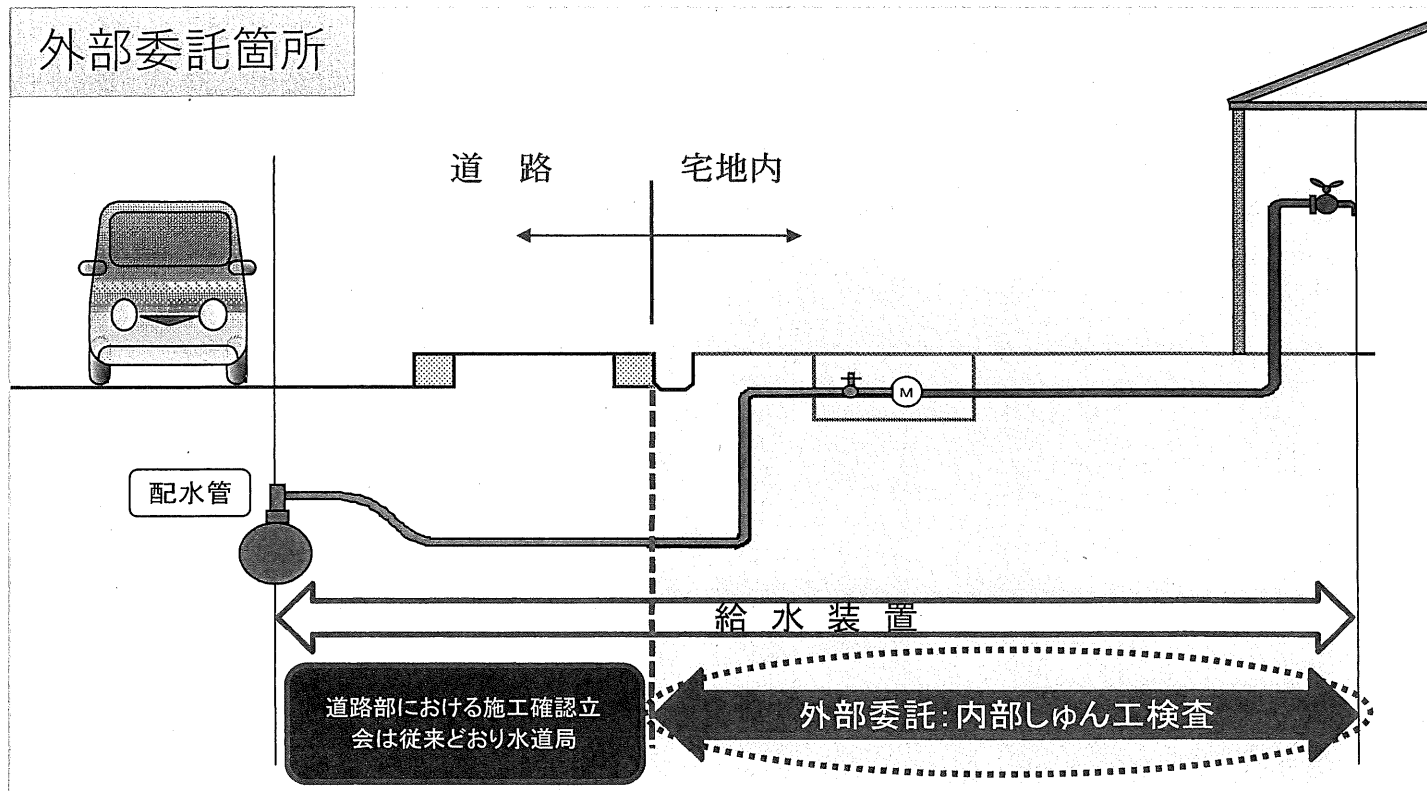 外部委託箇所
道　路
宅地内
M
配水管
給水装置
道路部における施工確認立
会は従来どおり水道局
外部委託：内部しゅん工検査